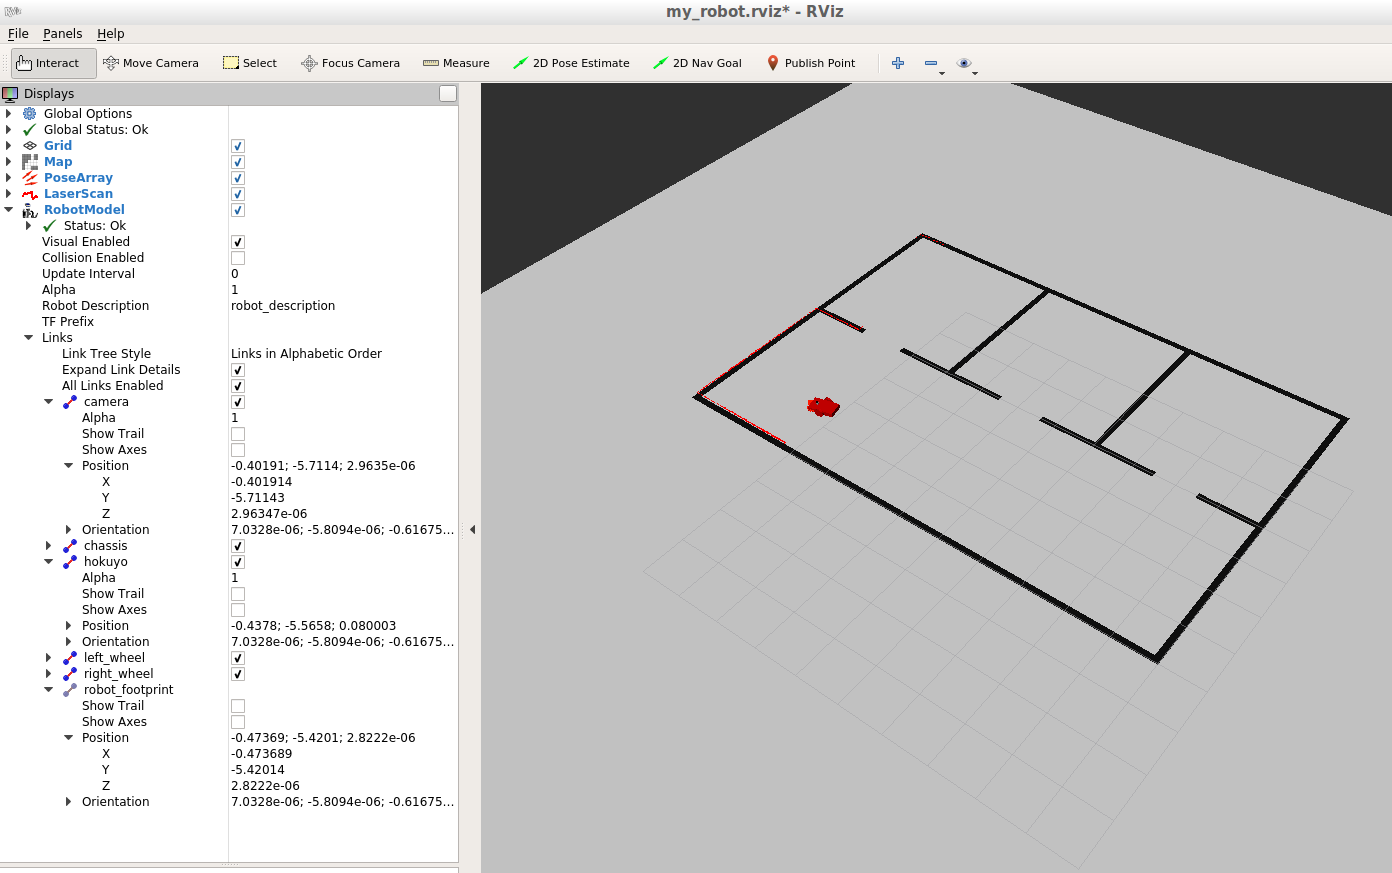 my_robot.rviz* - RViz
File Panels Help
Interact Move Camera Select Focus Camera Measure 2D Pose Estimate 2D Nav Goal Publish Point
Displays
Global Options
Global Status: Ok
Grid
Map
PoseArray
LaserScan
RobotModel
Status: Ok
Visual Enabled
Collision Enabled
Update Interval 0
Alpha 1
Robot Description robot_description
TF Prefix
Links
Link Tree Style Links in Alphabetic Order
Expand Link Details
All Links Enabled
camera
Alpha 1
Show Trail
Show Axes
Position -0.40191; -5.7114; 2.9635e-06
X -0.401914
Y -5.71143
Z 2.96347e-06
Orientation 7.0328e-06; -5.8094e-06; -0.61675...
chassis
hokuyo
Alpha 1
Show Trail
Show Axes
Position -0.4378; -5.5658; 0.080003
Orientation 7.0328e-06; -5.8094e-06; -0.61675...
left_wheel
right_wheel
robot_footprint
Show Trail
Show Axes
Position -0.47369; -5.4201; 2.8222e-06
X -0.473689
Y -5.42014
Z 2.8222e-06
Orientation 7.0328e-06; -5.8094e-06; -0.61675...